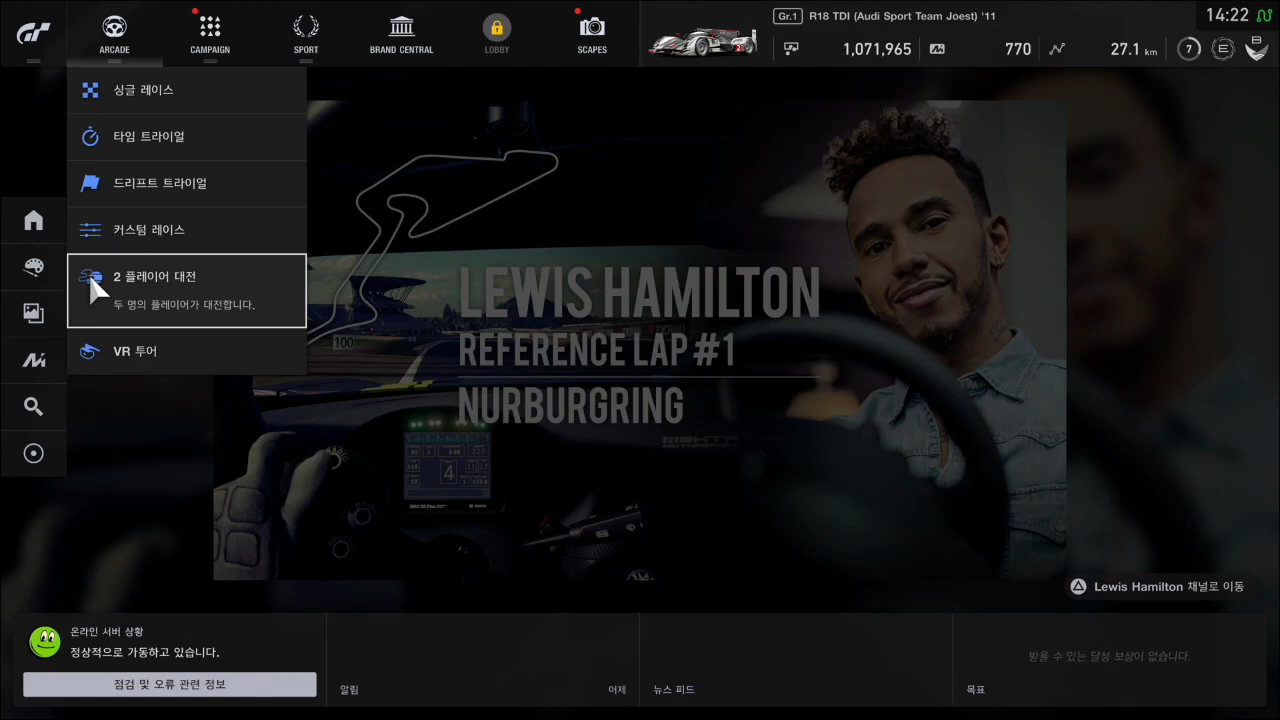 ARCADE
CAMPAIGN
SPORT
BRAND CENTRAL
LOBBY
SCAPES
Gr.1 R18 TDI (Audi Sport Team Joest) '11
1,071,965
770
27.1 km
7
E
B
14:22
싱글 레이스
타임 트라이얼
드리프트 트라이얼
커스텀 레이스
2 플레이어 대전
두 명의 플레이어가 대전합니다.
VR 투어
100
LEWIS HAMILTON
REFERENCE LAP #1
NURBURGRING
RADIO
4
Lewis Hamilton 채널로 이동
온라인 서버 상황
정상적으로 가동하고 있습니다.
점검 및 오류 관련 정보
알림
어제
뉴스 피드
받을 수 있는 달성 보상이 없습니다.
목표